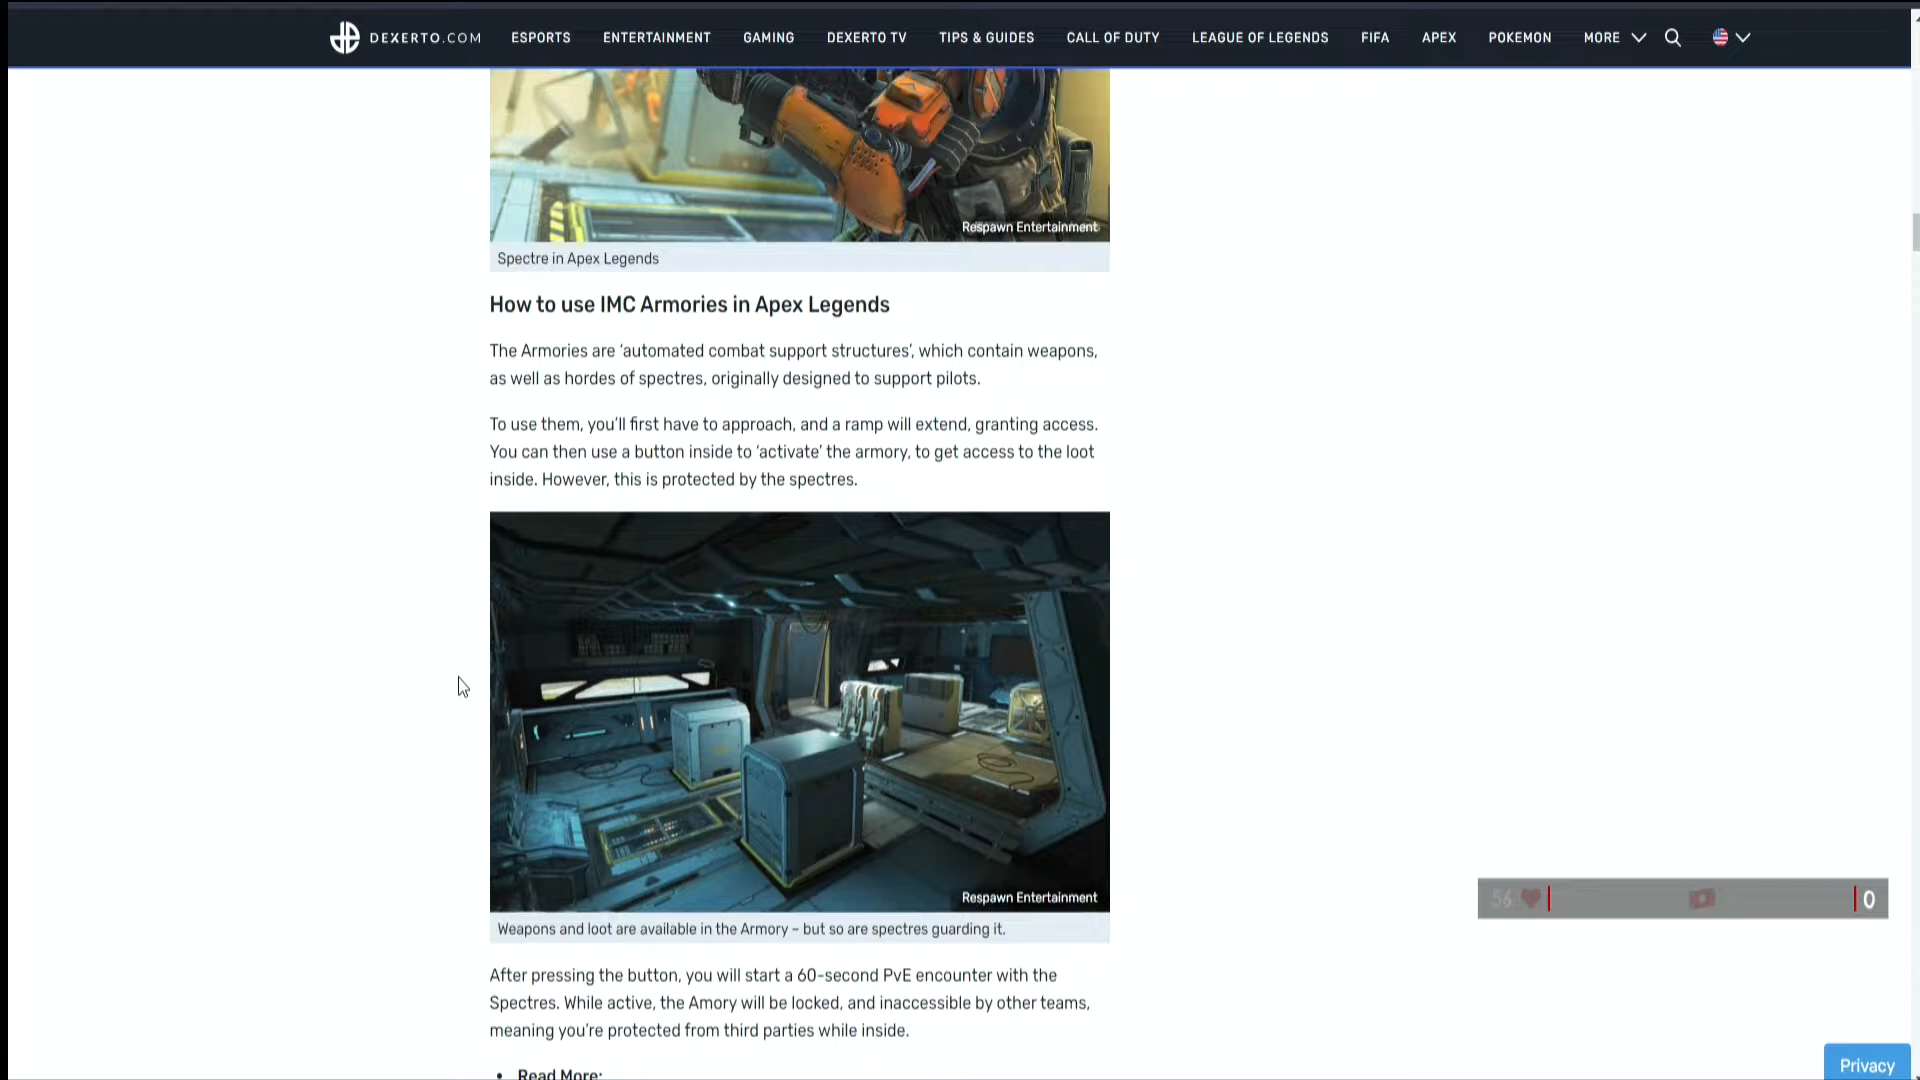 DEXERTO.COM ESPORTS ENTERTAINMENT GAMING DEXERTO TV TIPS & GUIDES CALL OF DUTY LEAGUE OF LEGENDS FIFA APEX POKEMON MORE
Respawn Entertainment
Spectre in Apex Legends
How to use IMC Armories in Apex Legends
The Armories are ‘automated combat support structures’, which contain weapons,
as well as hordes of spectres, originally designed to support pilots.
To use them, you’ll first have to approach, and a ramp will extend, granting access.
You can then use a button inside to ‘activate’ the armory, to get access to the loot
inside. However, this is protected by the spectres.
Respawn Entertainment
56 0
Weapons and loot are available in the Armory – but so are spectres guarding it.
After pressing the button, you will start a 60-second PvE encounter with the
Spectres. While active, the Amory will be locked, and inaccessible by other teams,
meaning you’re protected from third parties while inside.
Privacy
• Read More: